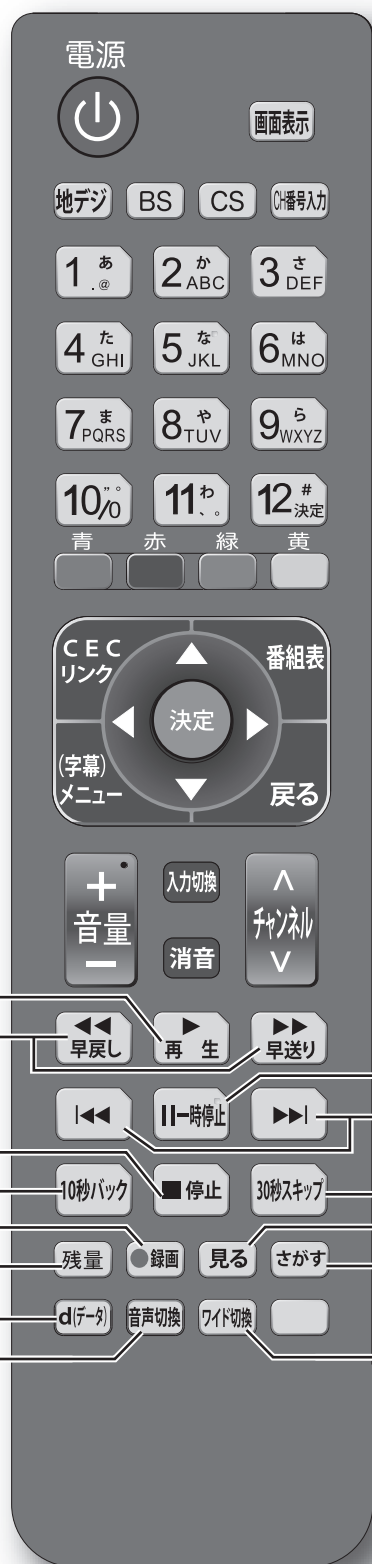 電源
画面表示
地デジ BS CS CH番号入力
1 あ .@ 2 か ABC 3 さ DEF
4 た GHI 5 な JKL 6 は MNO
7 ま PQRS 8 や TUV 9 ら WXYZ
10/0 ゛゜ 11 わ 、。 12 # 決定
青 赤 緑 黄
CEC
リンク
番組表
決定
(字幕)
メニュー
戻る
+
音量
−
入力切換
消音
∧
チャンネル
∨
◀◀ ▶ ▶▶
早戻し 再生 早送り
|◀◀ ||一時停止 ▶▶|
10秒バック ■停止 30秒スキップ
残量 ●録画 見る さがす
d(データ) 音声切換 ワイド切換